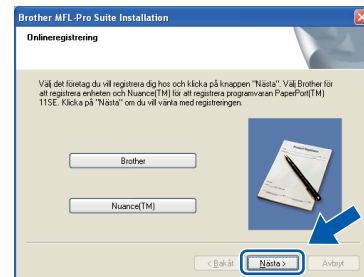 Brother MFL-Pro Suite Installation
Onlineregistrering
Välj det företag du vill registrera dig hos och klicka på knappen "Nästa". Välj Brother för
att registrera enheten och Nuance(TM) för att registrera programvaran PaperPort(TM)
11SE. Klicka på "Nästa" om du vill vänta med registreringen.
Brother
Nuance(TM)
< Bakåt Nästa > Avbryt